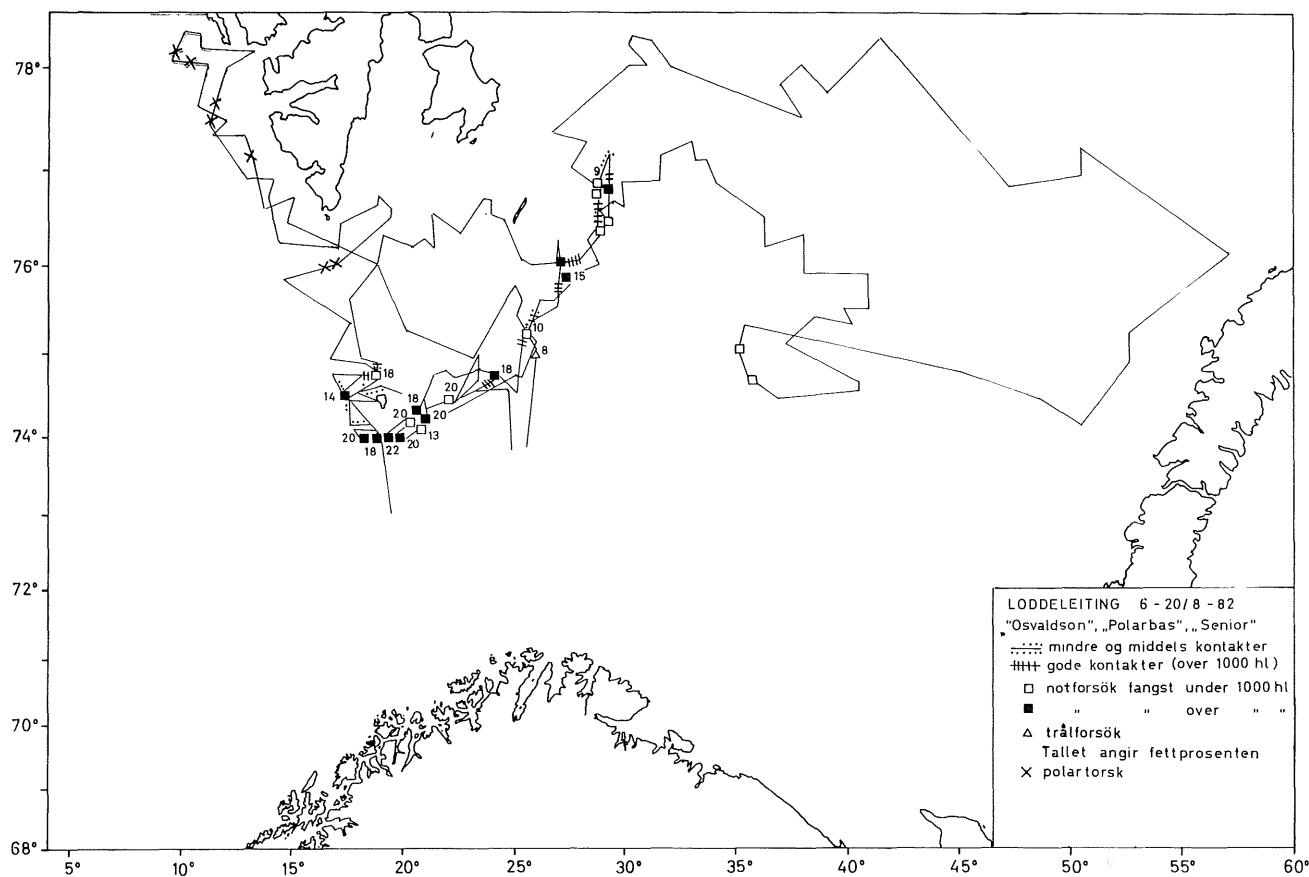 78°
76°
74°
72°
70°
68°
5° 10° 15° 20° 25° 30° 35° 40° 45° 50° 55° 60°
9
15
10
8
18
18
14
20
18
20
20
20
13
20
18
22
LODDELEITING 6-20/8-82
"Osvaldson", „Polarbas", „Senior"
mindre og middels kontakter
gode kontakter (over 1000 hl)
notforsök fangst under 1000 hl
" " over " "
trålforsök
Tallet angir fettprosenten
polartorsk